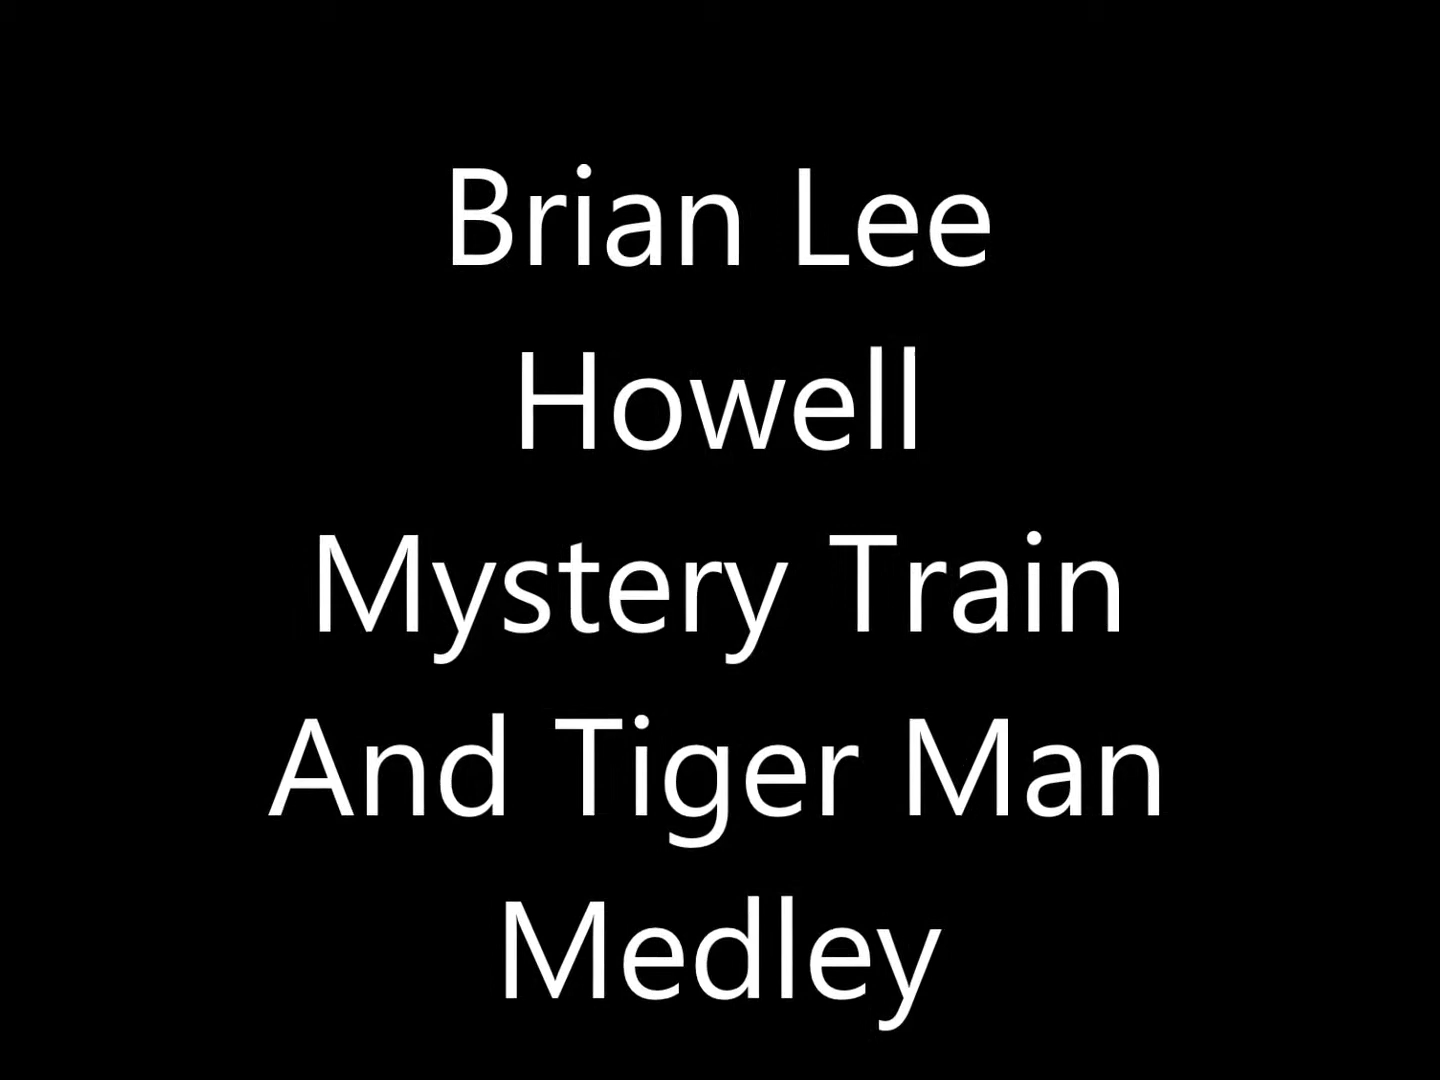 Brian Lee
Howell
Mystery Train
And Tiger Man
Medley